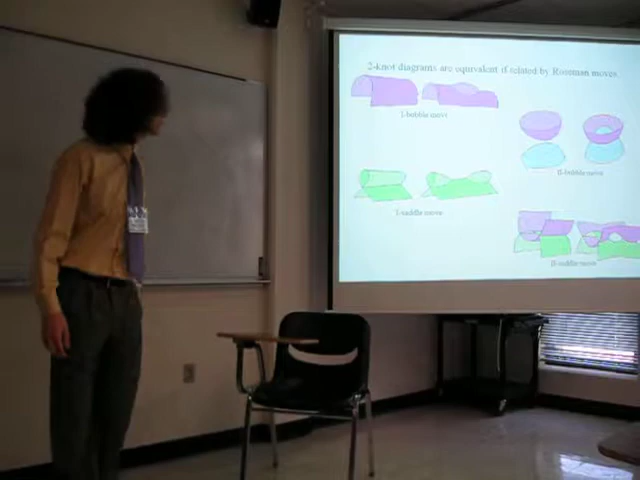 2-knot diagrams are equivalent if related by Roseman moves.
I-bubble move
II-bubble move
I-saddle move
II-saddle move